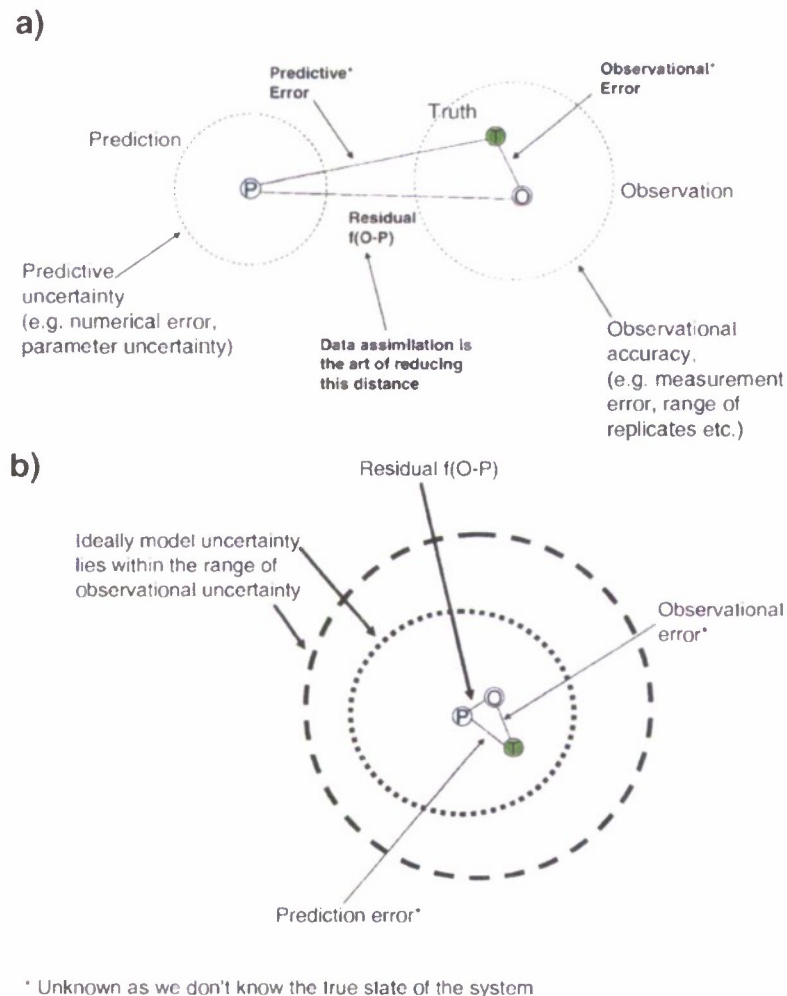 a)
Predictive*
Error
Observational*
Error
Truth
Prediction
T
P
O
Observation
Residual
f(O-P)
Predictive
uncertainty
(e.g. numerical error,
parameter uncertainty)
Data assimilation is
the art of reducing
this distance
Observational
accuracy.
(e.g. measurement
error, range of
replicates etc.)
b)
Residual f(O-P)
Ideally model uncertainty
lies within the range of
observational uncertainty
Observational
error*
O
P
T
Prediction error*
* Unknown as we don't know the true state of the system